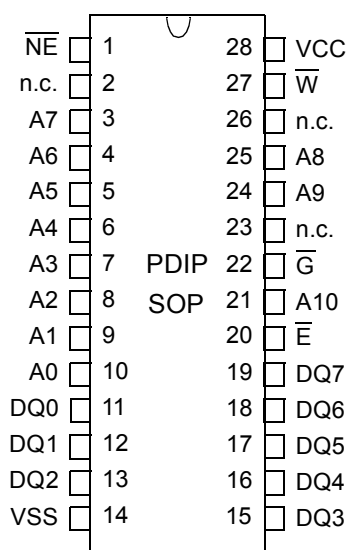 N̅E̅ 1 28 VCC
n.c. 2 27 W̅
A7 3 26 n.c.
A6 4 25 A8
A5 5 24 A9
A4 6 23 n.c.
A3 7 PDIP 22 G̅
A2 8 SOP 21 A10
A1 9 20 E̅
A0 10 19 DQ7
DQ0 11 18 DQ6
DQ1 12 17 DQ5
DQ2 13 16 DQ4
VSS 14 15 DQ3